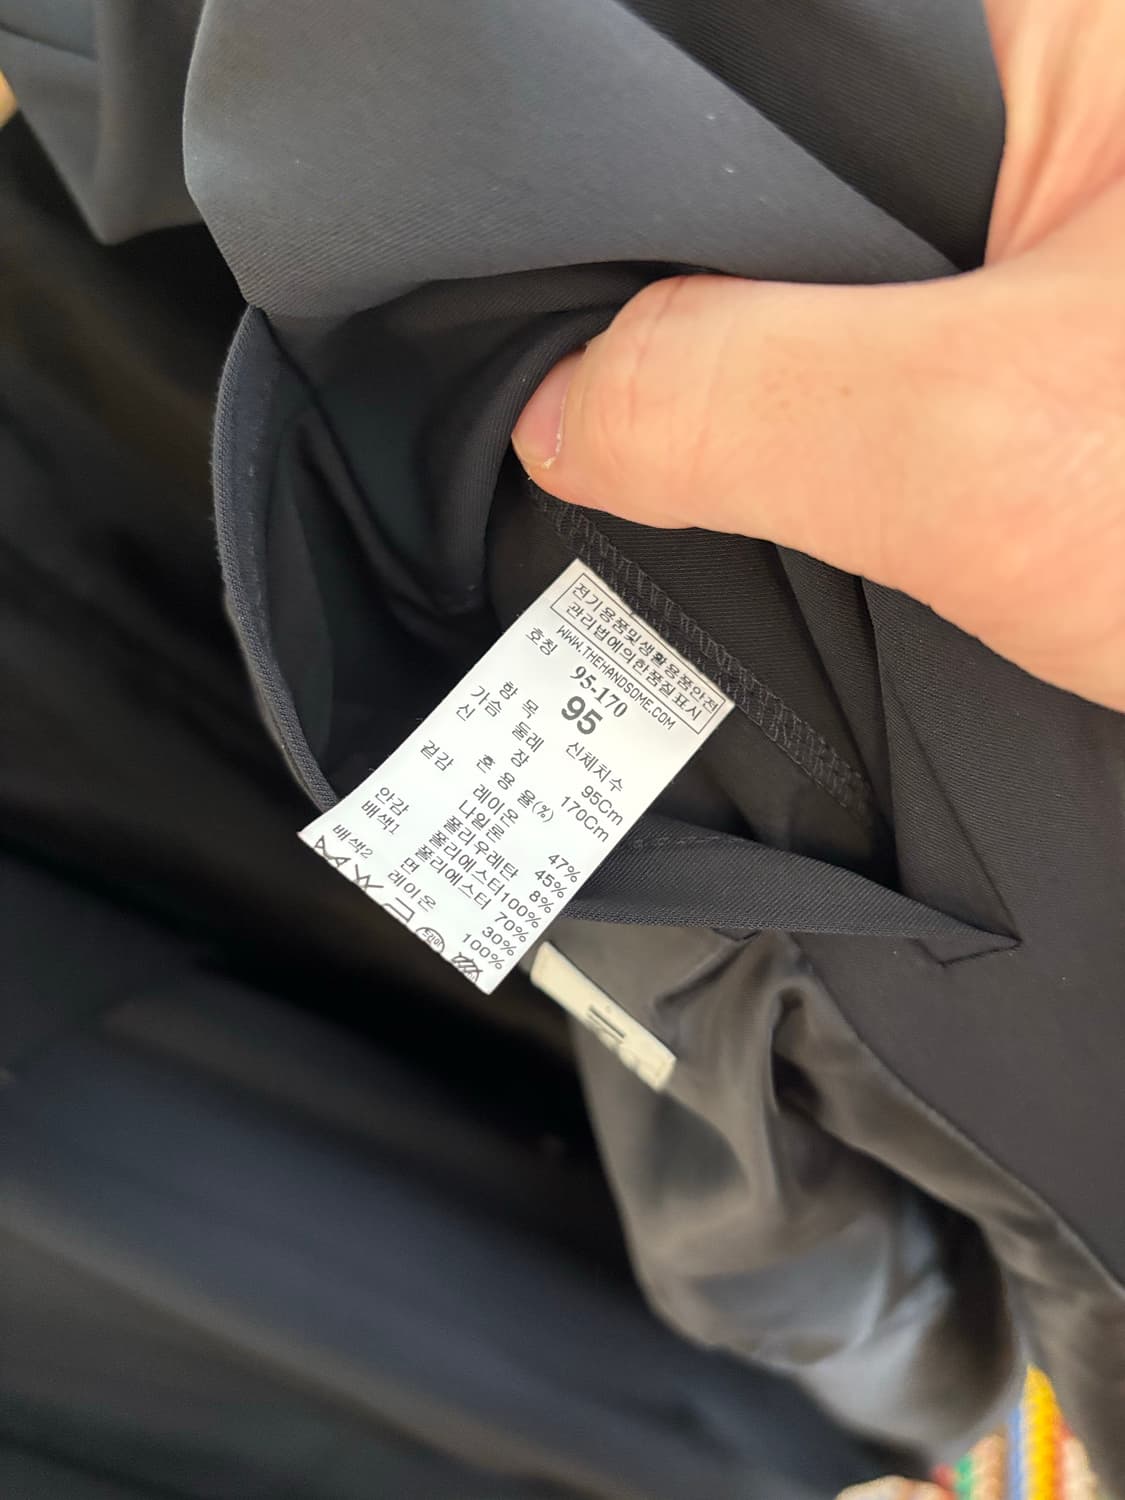 전기용품및생활용품안전
관리법에의한품질표시
WWW.THEHANDSOME.COM
호칭 95-170
95
항 목 신체치수
가슴 둘레 95Cm
신 장 170Cm
혼 용 율(%)
겉감 레이온 47%
나일론 45%
폴리우레탄 8%
안감 폴리에스터100%
배색1 폴리에스터 70%
면 30%
배색2 레이온 100%